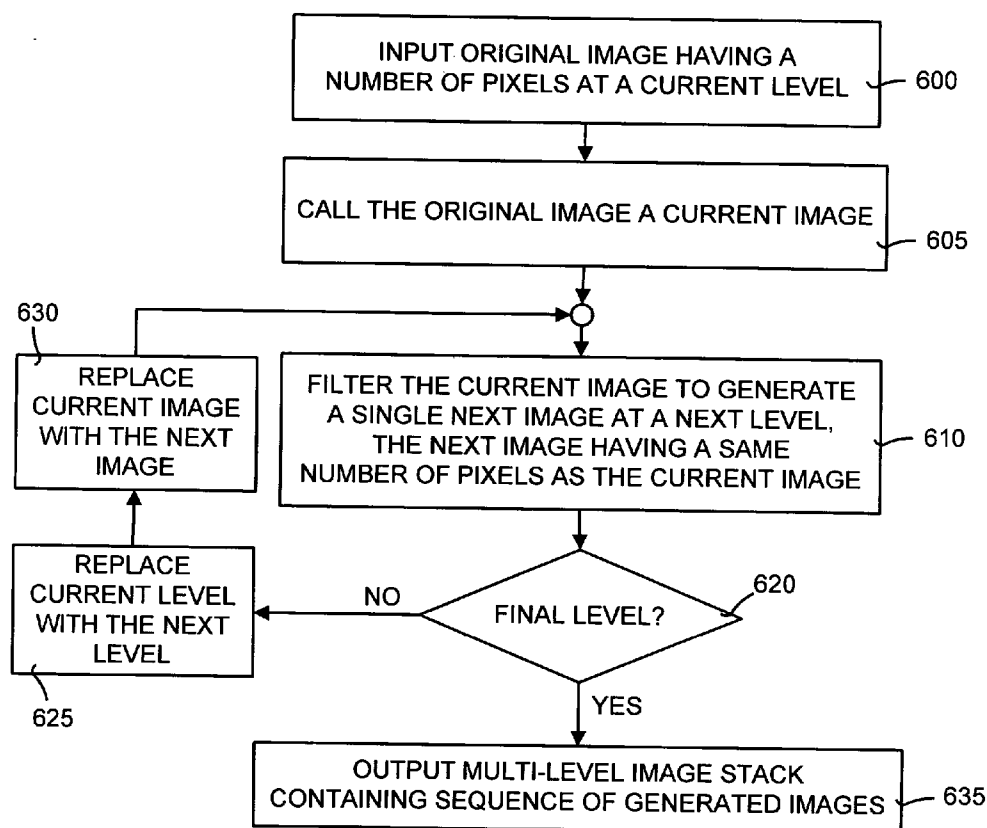 INPUT ORIGINAL IMAGE HAVING A
NUMBER OF PIXELS AT A CURRENT LEVEL
600
CALL THE ORIGINAL IMAGE A CURRENT IMAGE
605
630
REPLACE
CURRENT IMAGE
WITH THE NEXT
IMAGE
FILTER THE CURRENT IMAGE TO GENERATE
A SINGLE NEXT IMAGE AT A NEXT LEVEL,
THE NEXT IMAGE HAVING A SAME
NUMBER OF PIXELS AS THE CURRENT IMAGE
610
REPLACE
CURRENT LEVEL
WITH THE NEXT
LEVEL
625
NO
FINAL LEVEL?
620
YES
OUTPUT MULTI-LEVEL IMAGE STACK
CONTAINING SEQUENCE OF GENERATED IMAGES
635